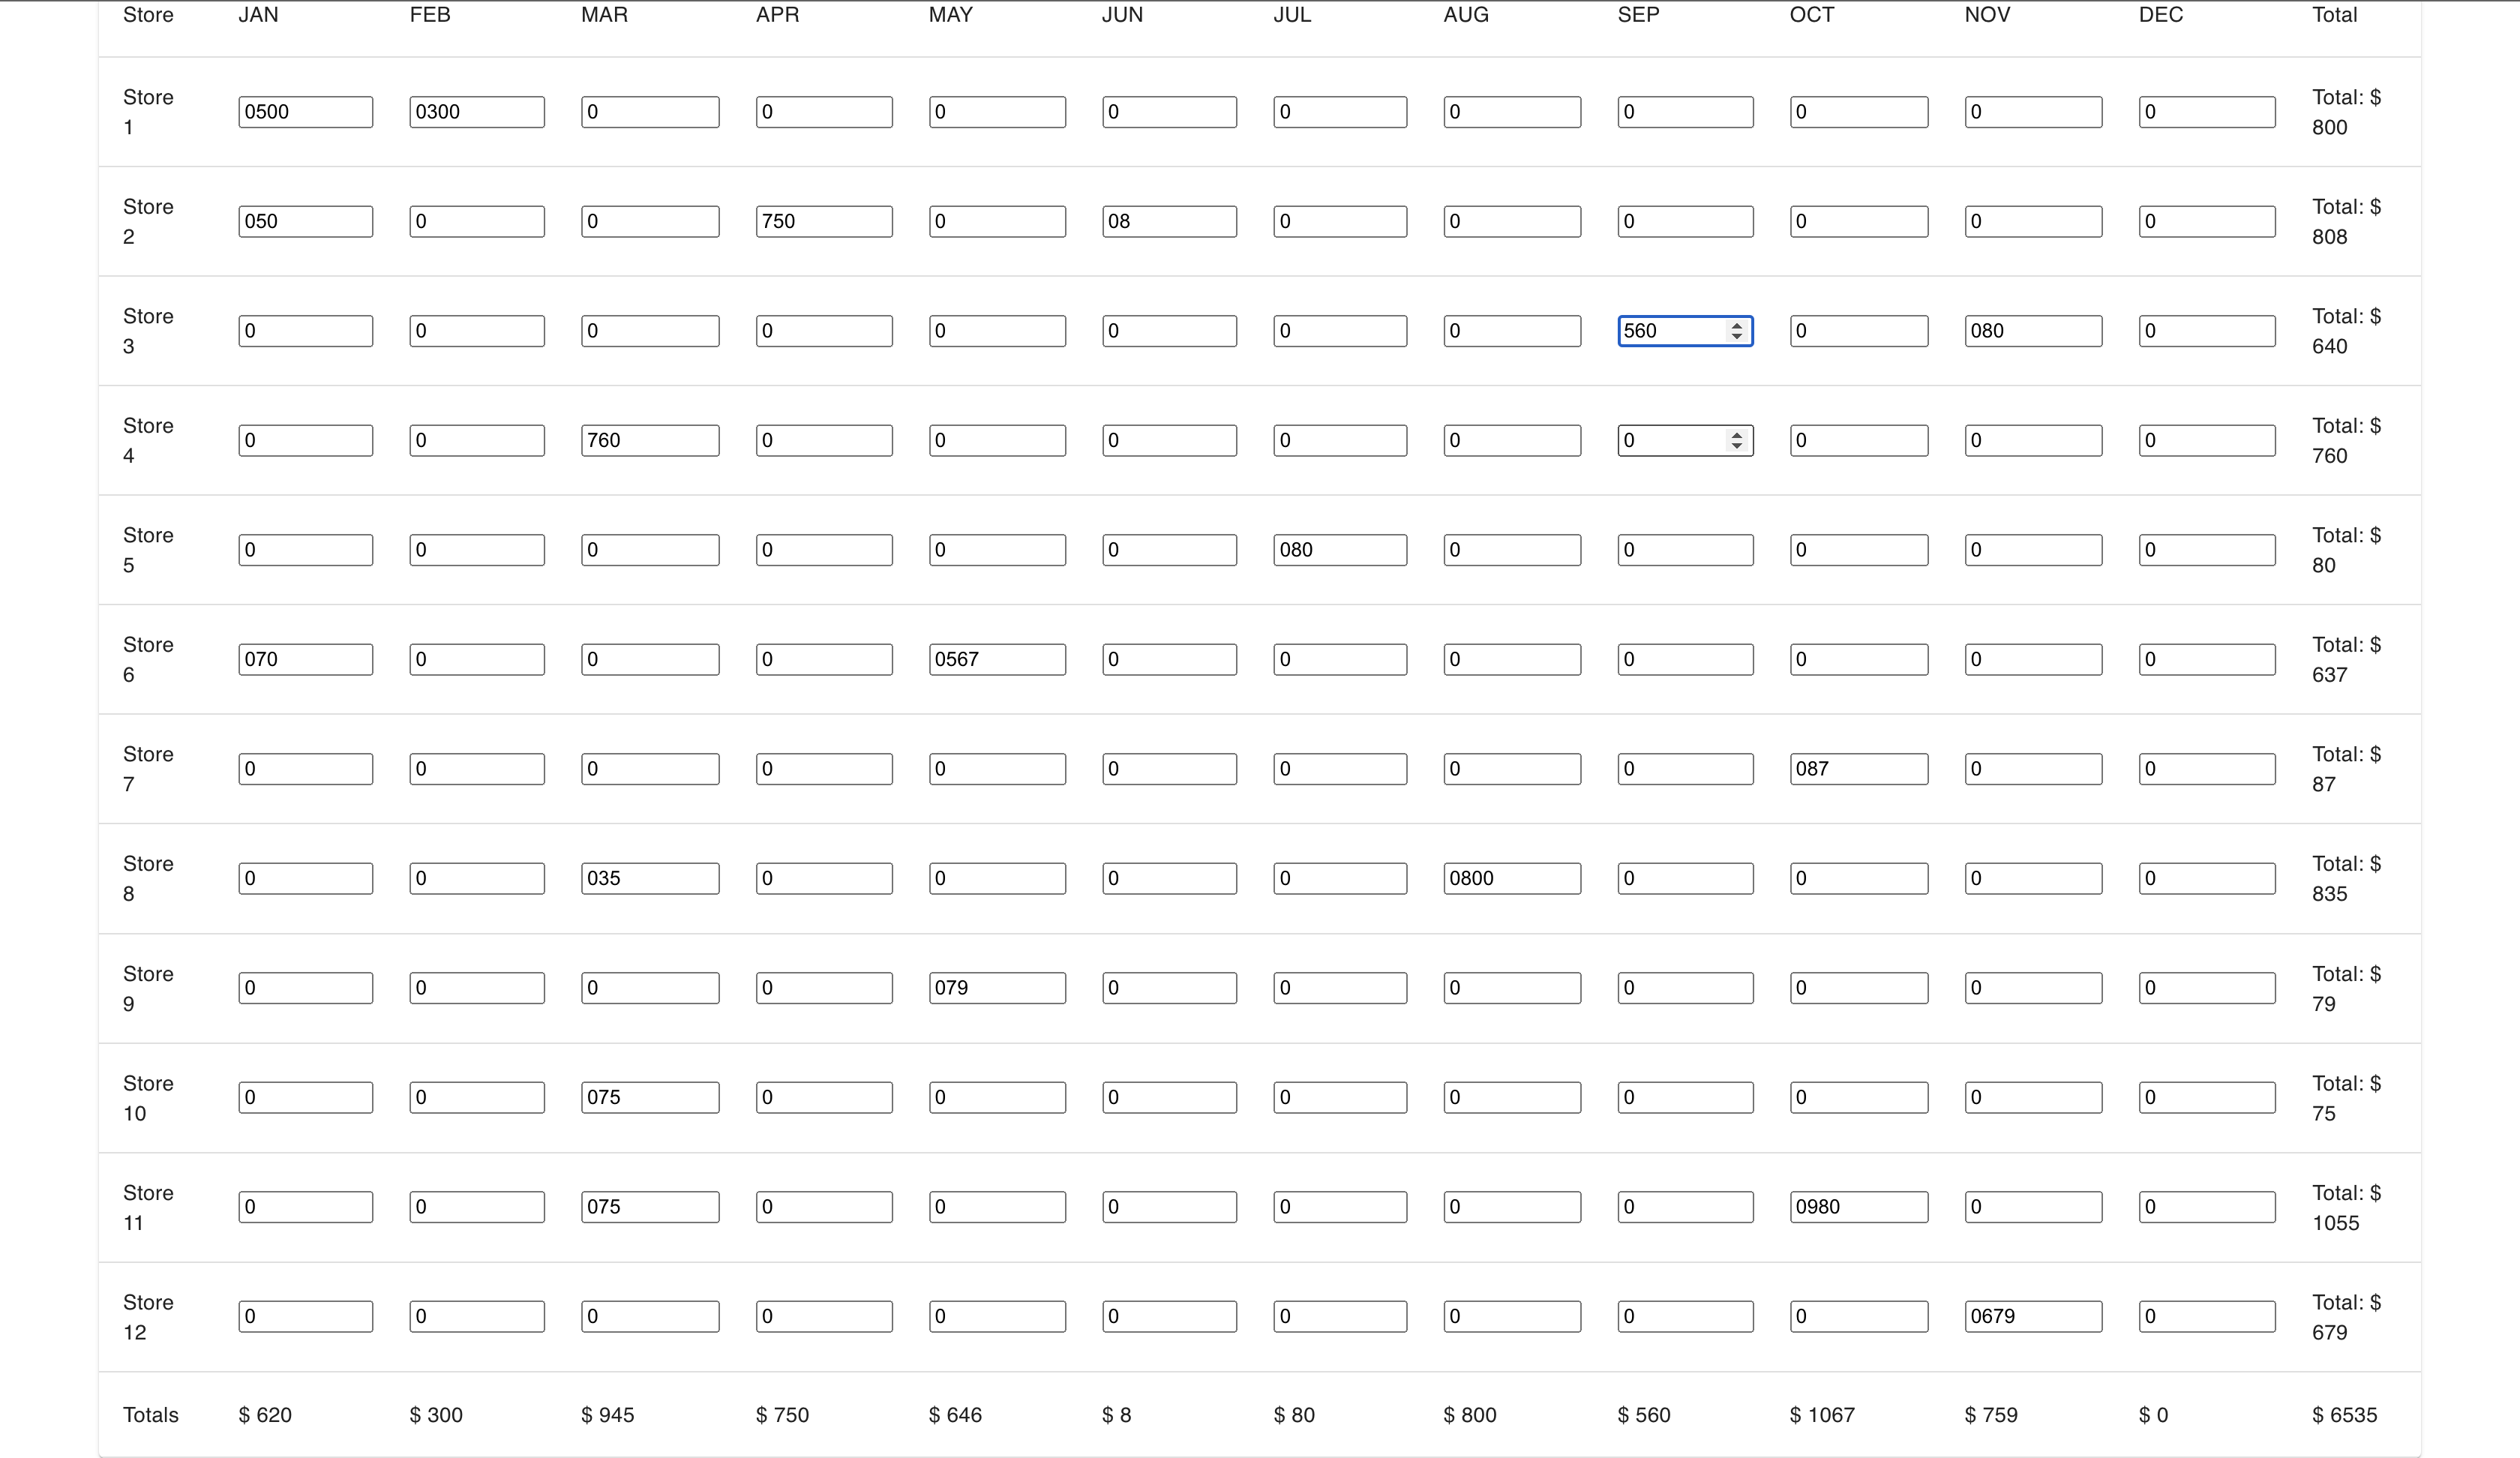 Store JAN FEB MAR APR MAY JUN JUL AUG SEP OCT NOV DEC Total
Store 1 0500 0300 0 0 0 0 0 0 0 0 0 0 Total: $ 800
Store 2 050 0 0 750 0 08 0 0 0 0 0 0 Total: $ 808
Store 3 0 0 0 0 0 0 0 0 560 0 080 0 Total: $ 640
Store 4 0 0 760 0 0 0 0 0 0 0 0 0 Total: $ 760
Store 5 0 0 0 0 0 0 080 0 0 0 0 0 Total: $ 80
Store 6 070 0 0 0 0567 0 0 0 0 0 0 0 Total: $ 637
Store 7 0 0 0 0 0 0 0 0 0 087 0 0 Total: $ 87
Store 8 0 0 035 0 0 0 0 0800 0 0 0 0 Total: $ 835
Store 9 0 0 0 0 079 0 0 0 0 0 0 0 Total: $ 79
Store 10 0 0 075 0 0 0 0 0 0 0 0 0 Total: $ 75
Store 11 0 0 075 0 0 0 0 0 0 0980 0 0 Total: $ 1055
Store 12 0 0 0 0 0 0 0 0 0 0 0679 0 Total: $ 679
Totals $ 620 $ 300 $ 945 $ 750 $ 646 $ 8 $ 80 $ 800 $ 560 $ 1067 $ 759 $ 0 $ 6535